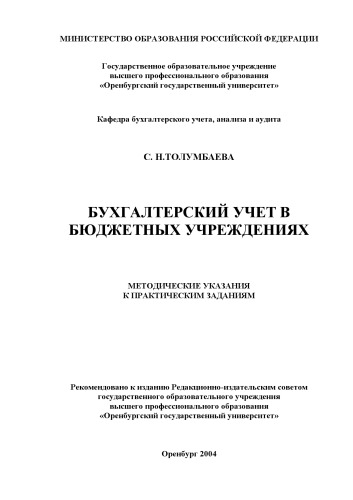 МИНИСТЕРСТВО ОБРАЗОВАНИЯ РОССИЙСКОЙ ФЕДЕРАЦИИ
Государственное образовательное учреждение
высшего профессионального образования
«Оренбургский государственный университет»
Кафедра бухгалтерского учета, анализа и аудита
С. Н.ТОЛУМБАЕВА
БУХГАЛТЕРСКИЙ УЧЕТ В
БЮДЖЕТНЫХ УЧРЕЖДЕНИЯХ
МЕТОДИЧЕСКИЕ УКАЗАНИЯ
К ПРАКТИЧЕСКИМ ЗАДАНИЯМ
Рекомендовано к изданию Редакционно-издательским советом
государственного образовательного учреждения
высшего профессионального образования
«Оренбургский государственный университет»
Оренбург 2004